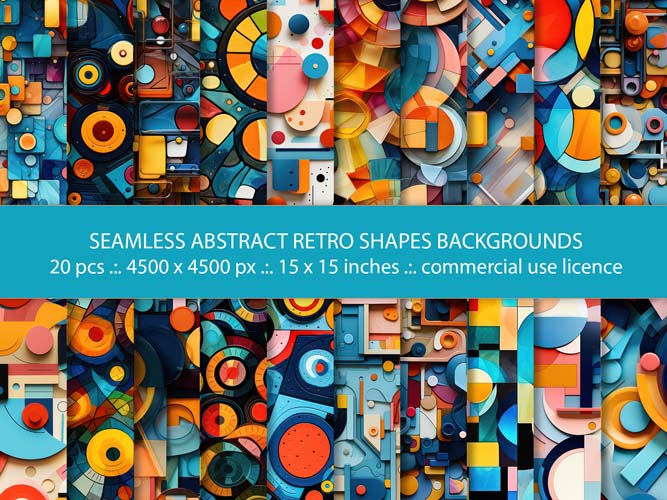 SEAMLESS ABSTRACT RETRO SHAPES BACKGROUNDS
20 pcs .:. 4500 x 4500 px .:. 15 x 15 inches .:. commercial use licence